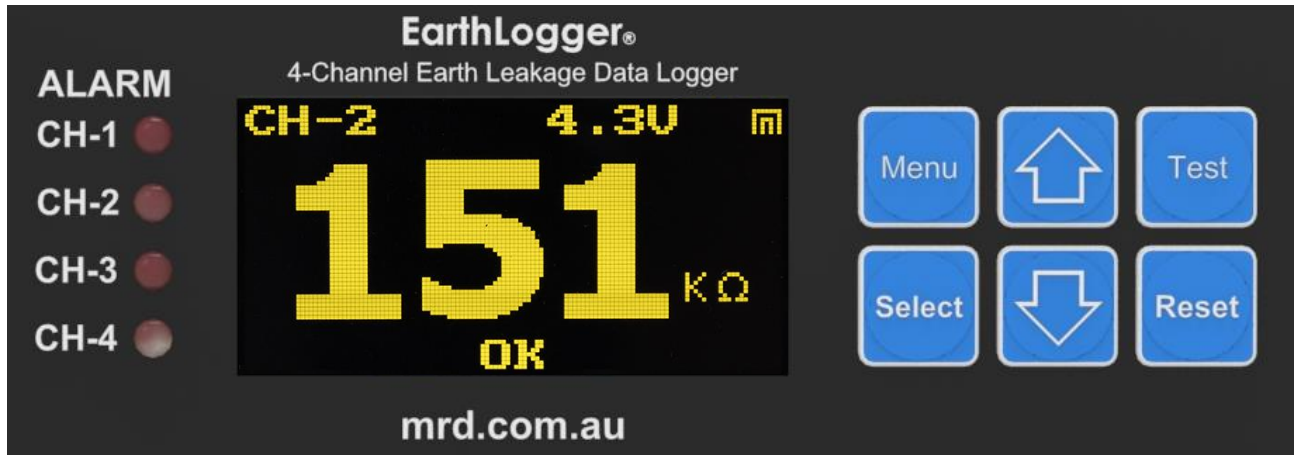 EarthLogger®
4-Channel Earth Leakage Data Logger
ALARM
CH-1
CH-2
CH-3
CH-4
CH-2 4.3V
151 KΩ
OK
Menu
Test
Select
Reset
mrd.com.au